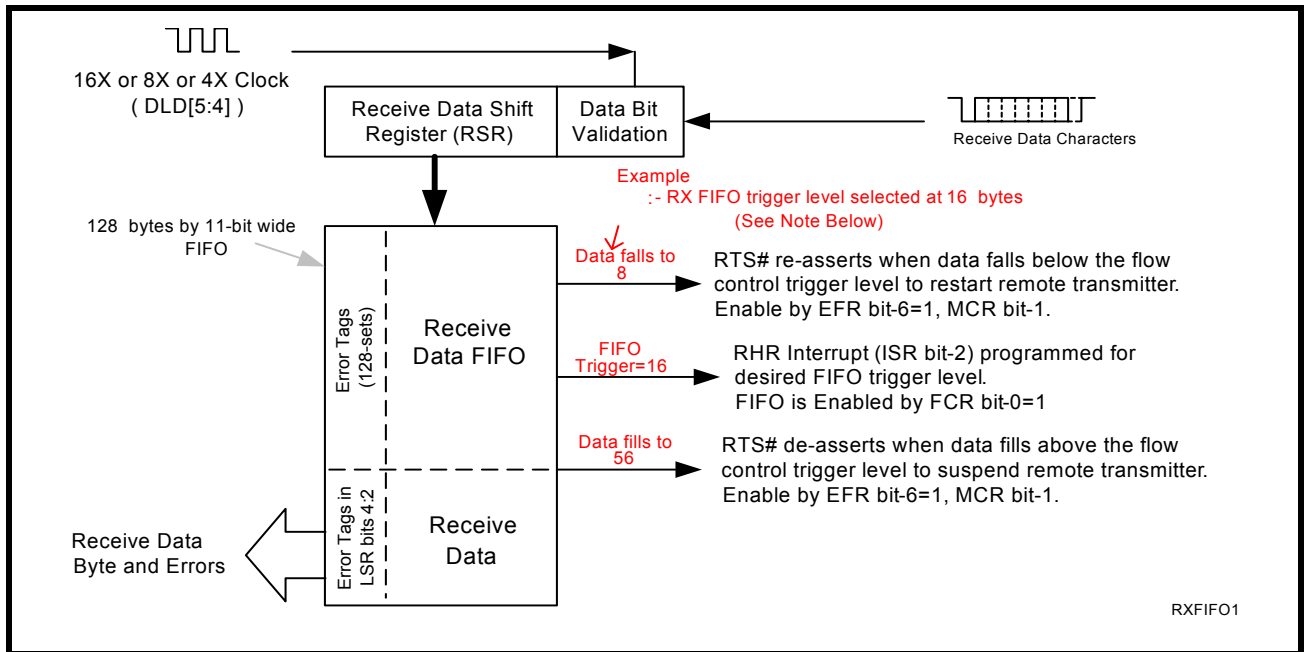 16X or 8X or 4X Clock
( DLD[5:4] )
Receive Data Shift
Register (RSR)
Data Bit
Validation
Receive Data Characters
Example
:- RX FIFO trigger level selected at 16 bytes
(See Note Below)
128 bytes by 11-bit wide
FIFO
Error Tags
(128-sets)
Receive
Data FIFO
Data falls to
8
RTS# re-asserts when data falls below the flow
control trigger level to restart remote transmitter.
Enable by EFR bit-6=1, MCR bit-1.
FIFO
Trigger=16
RHR Interrupt (ISR bit-2) programmed for
desired FIFO trigger level.
FIFO is Enabled by FCR bit-0=1
Data fills to
56
RTS# de-asserts when data fills above the flow
control trigger level to suspend remote transmitter.
Enable by EFR bit-6=1, MCR bit-1.
Error Tags in
LSR bits 4:2
Receive
Data
Receive Data
Byte and Errors
RXFIFO1